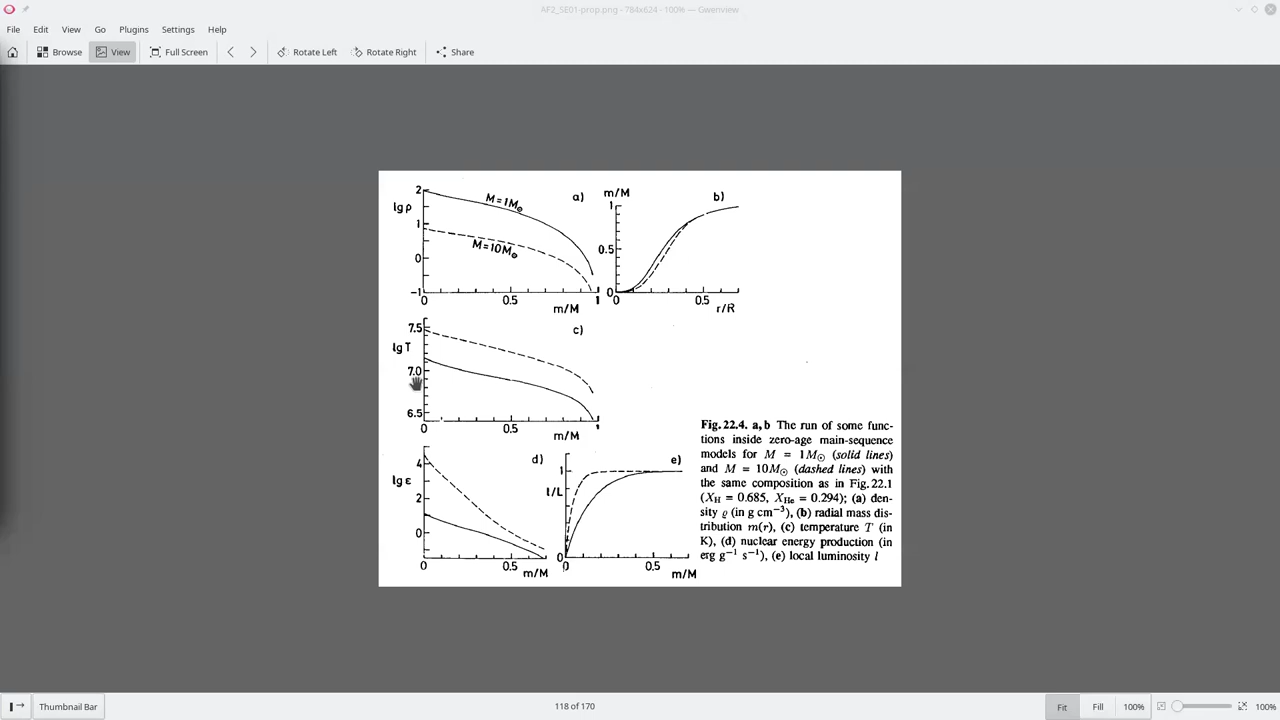 AF2_SE01-prop.png - 784x624 - 100% — Gwenview
File Edit View Go Plugins Settings Help
Browse View Full Screen Rotate Left Rotate Right Share
2
lg ρ
1
0
-1
M=1M⊙
M=10M⊙
a)
0 0.5 1
m/M
m/M
1
0.5
0
b)
0 0.5
r/R
7.5
lg T
7.0
6.5
c)
0 0.5 1
m/M
4
lg ε
2
0
d)
0 0.5
m/M
1
l/L
0
e)
0 0.5
m/M
Fig. 22.4. a, b The run of some func-
tions inside zero-age main-sequence
models for M = 1M⊙ (solid lines)
and M = 10M⊙ (dashed lines) with
the same composition as in Fig. 22.1
(XH = 0.685, XHe = 0.294); (a) den-
sity ϱ (in g cm⁻³), (b) radial mass dis-
tribution m(r), (c) temperature T (in
K), (d) nuclear energy production (in
erg g⁻¹ s⁻¹), (e) local luminosity l
Thumbnail Bar
118 of 170
Fit Fill 100% 100%